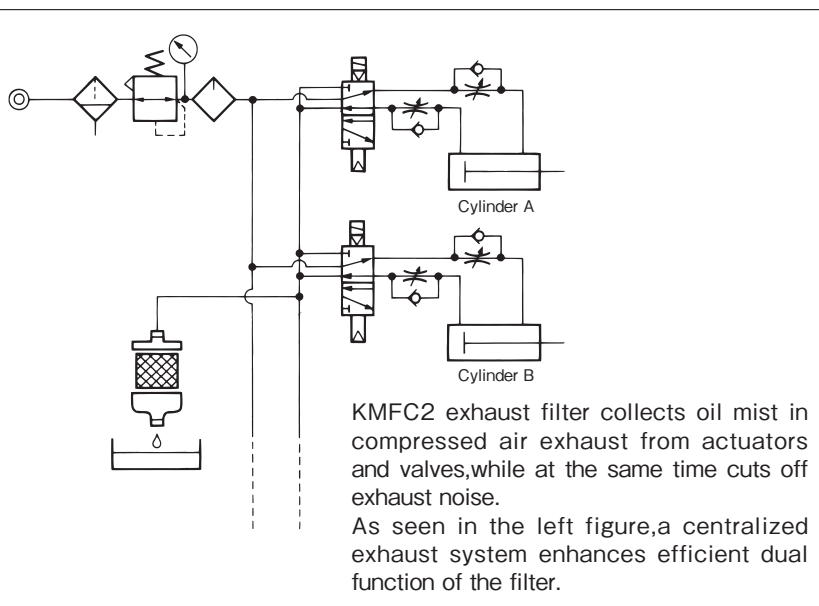 Cylinder A
Cylinder B
KMFC2 exhaust filter collects oil mist in
compressed air exhaust from actuators
and valves,while at the same time cuts off
exhaust noise.
As seen in the left figure,a centralized
exhaust system enhances efficient dual
function of the filter.